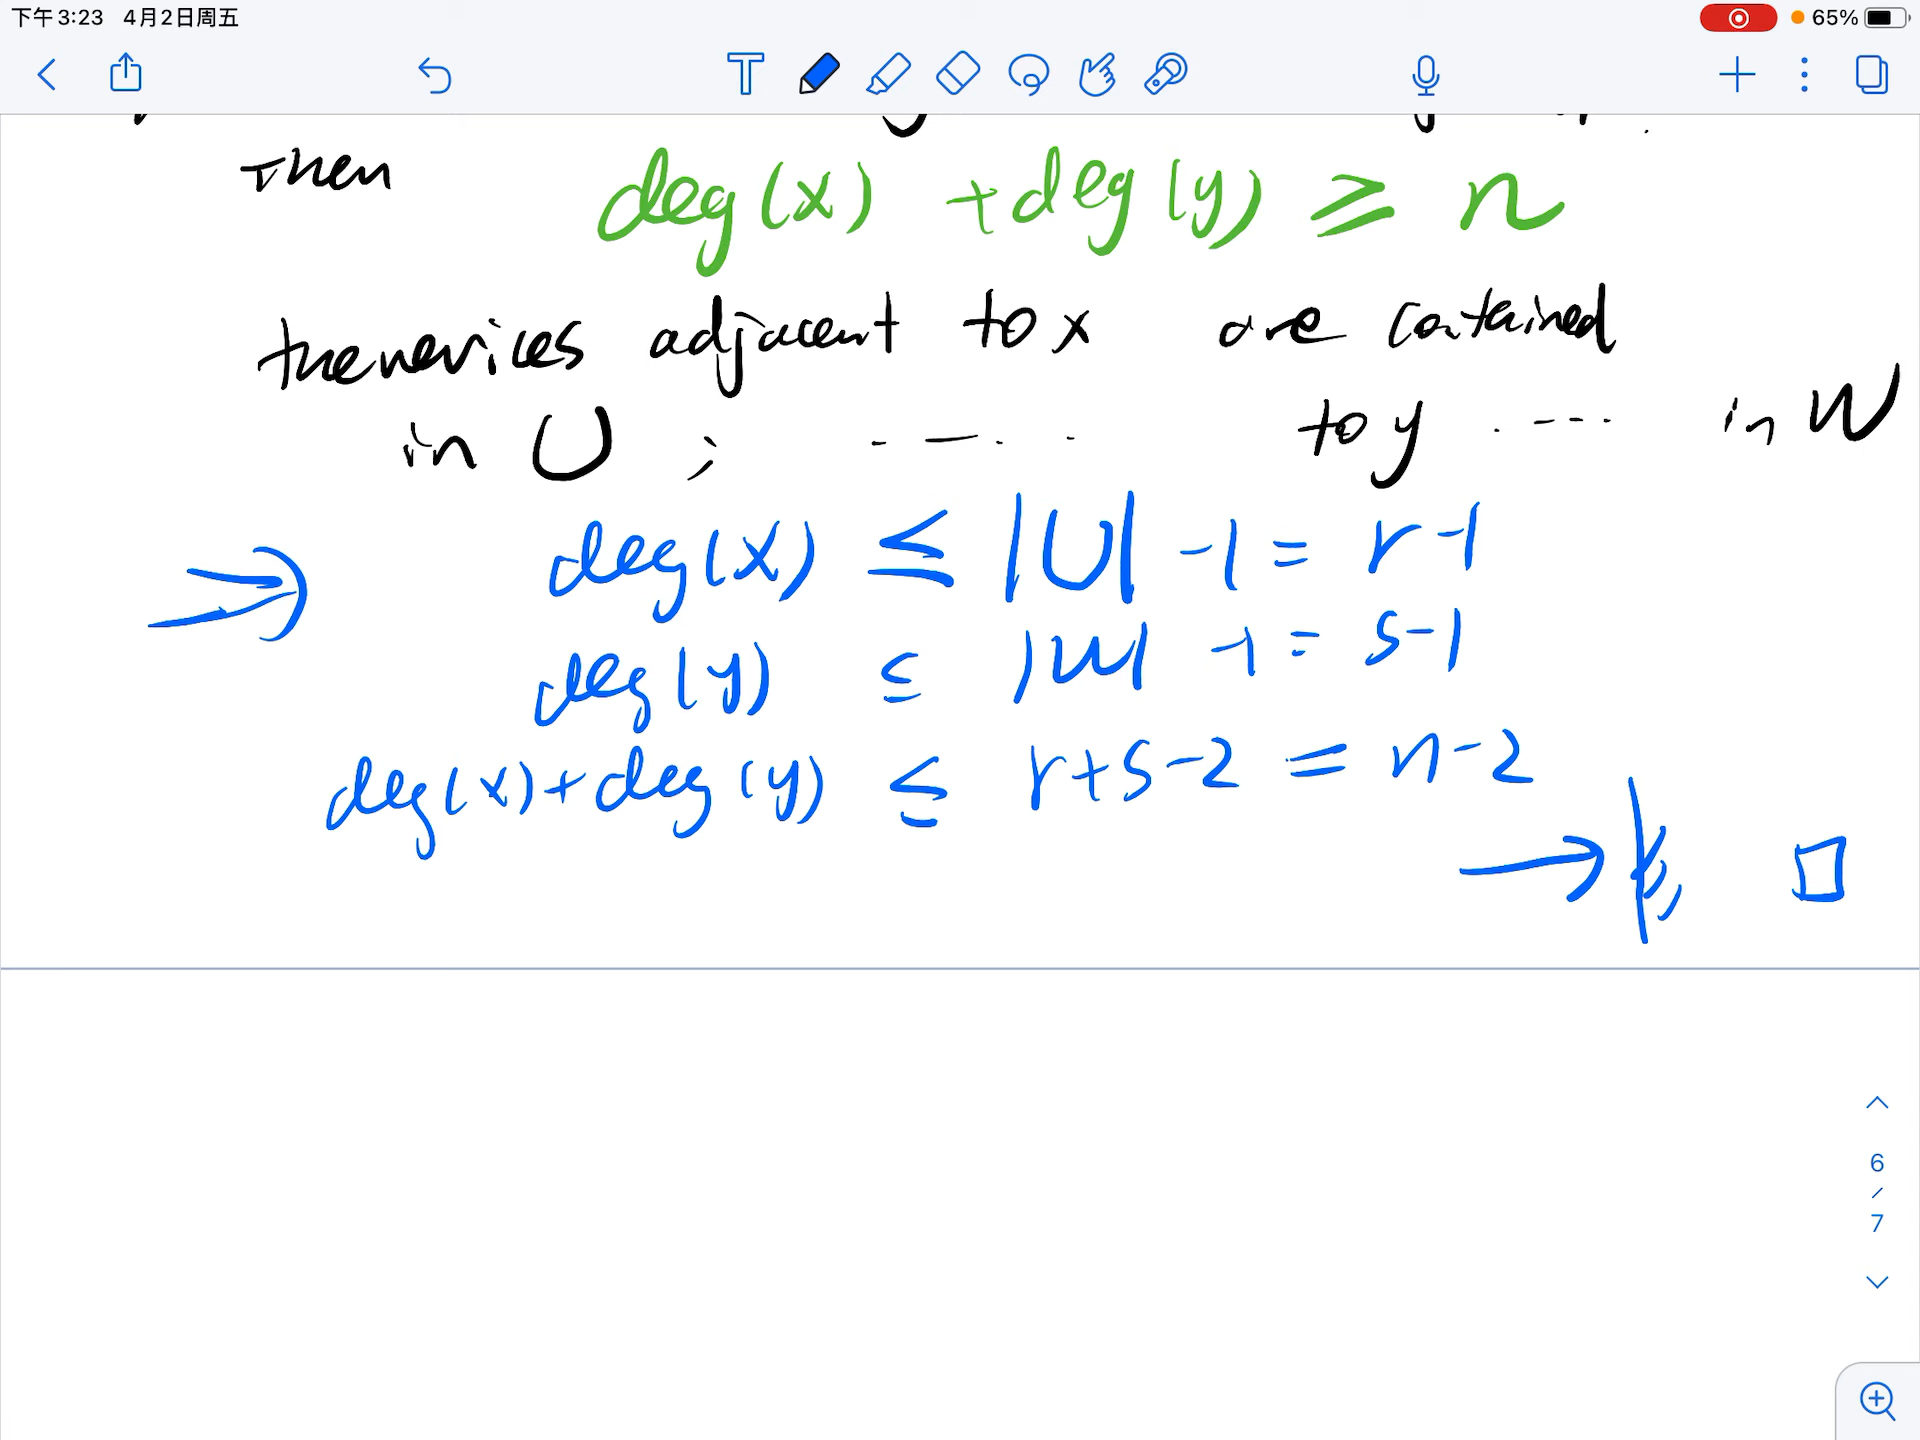 下午3:23 4月2日周五
65%
T
Then deg(x) + deg(y) ≥ n
the verices adjacent to x are contained
in U ; ..... to y ..... in W
⇒ deg(x) ≤ |U| - 1 = r - 1
deg(y) ≤ |W| - 1 = s - 1
deg(x) + deg(y) ≤ r + s - 2 = n - 2
→ □
6
/
7